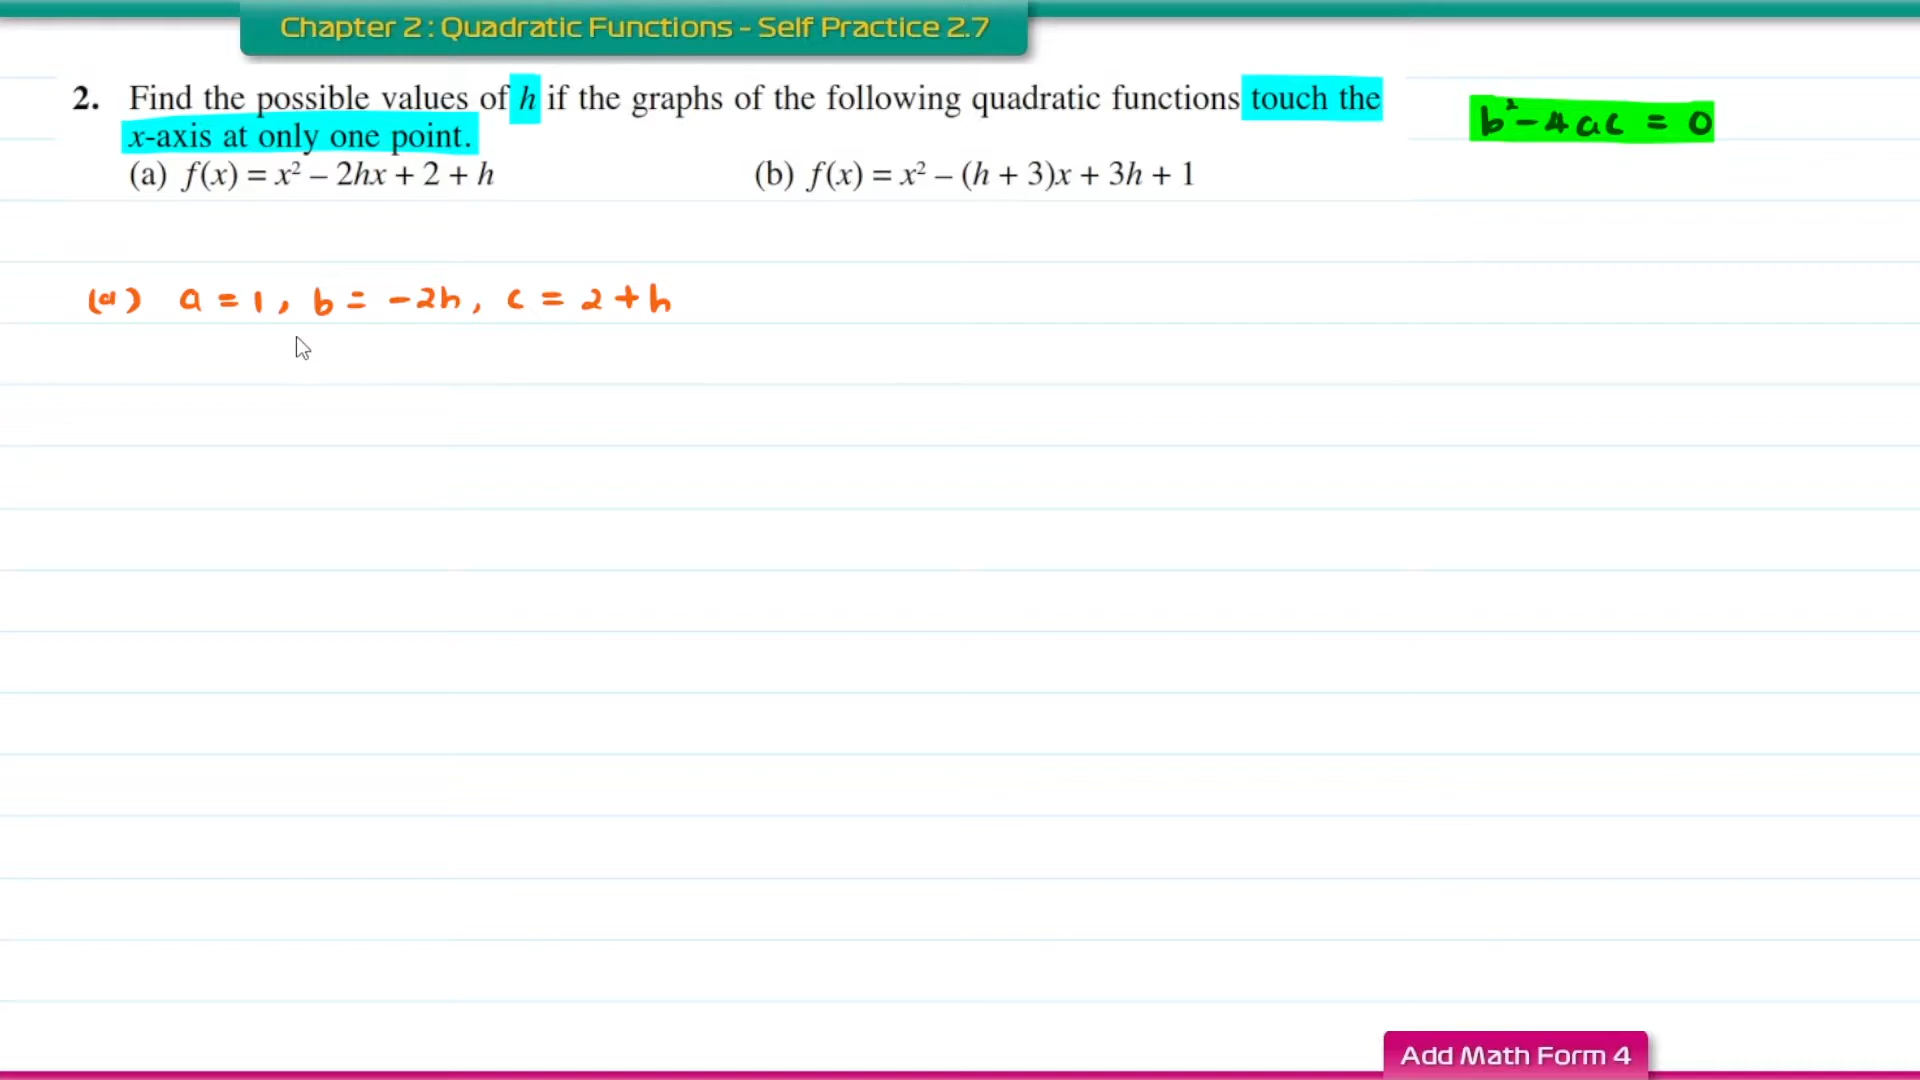 Chapter 2 : Quadratic Functions - Self Practice 2.7
2. Find the possible values of h if the graphs of the following quadratic functions touch the
x-axis at only one point.
b² - 4ac = 0
(a) f(x) = x² – 2hx + 2 + h (b) f(x) = x² – (h + 3)x + 3h + 1
(a) a = 1, b = -2h, c = 2 + h
Add Math Form 4